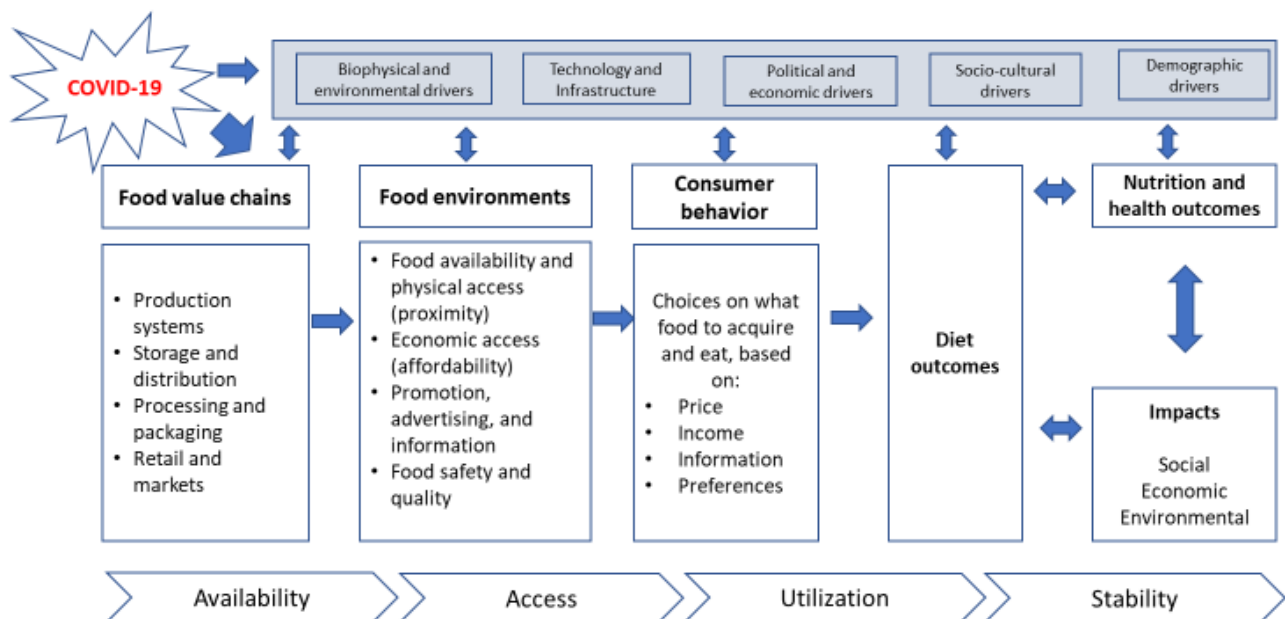 COVID-19
Biophysical and
environmental drivers
Technology and
Infrastructure
Political and
economic drivers
Socio-cultural
drivers
Demographic
drivers
Food value chains
Food environments
Consumer
behavior
Nutrition and
health outcomes
• Production
systems
• Storage and
distribution
• Processing and
packaging
• Retail and
markets
• Food availability and
physical access
(proximity)
• Economic access
(affordability)
• Promotion,
advertising, and
information
• Food safety and
quality
Choices on what
food to acquire
and eat, based
on:
• Price
• Income
• Information
• Preferences
Diet
outcomes
Impacts
Social
Economic
Environmental
Availability
Access
Utilization
Stability